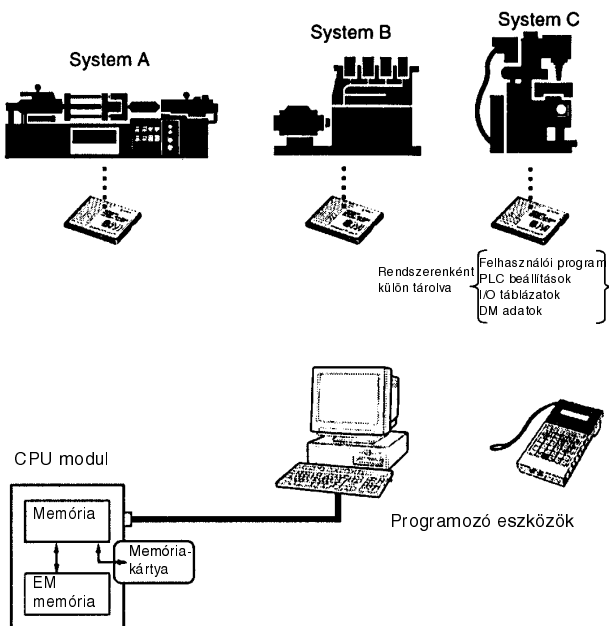 System A
System B
System C
Rendszerenként
külön tárolva
Felhasználói program
PLC beállítások
I/O táblázatok
DM adatok
CPU modul
Memória
Memória-
kártya
EM
memória
Programozó eszközök